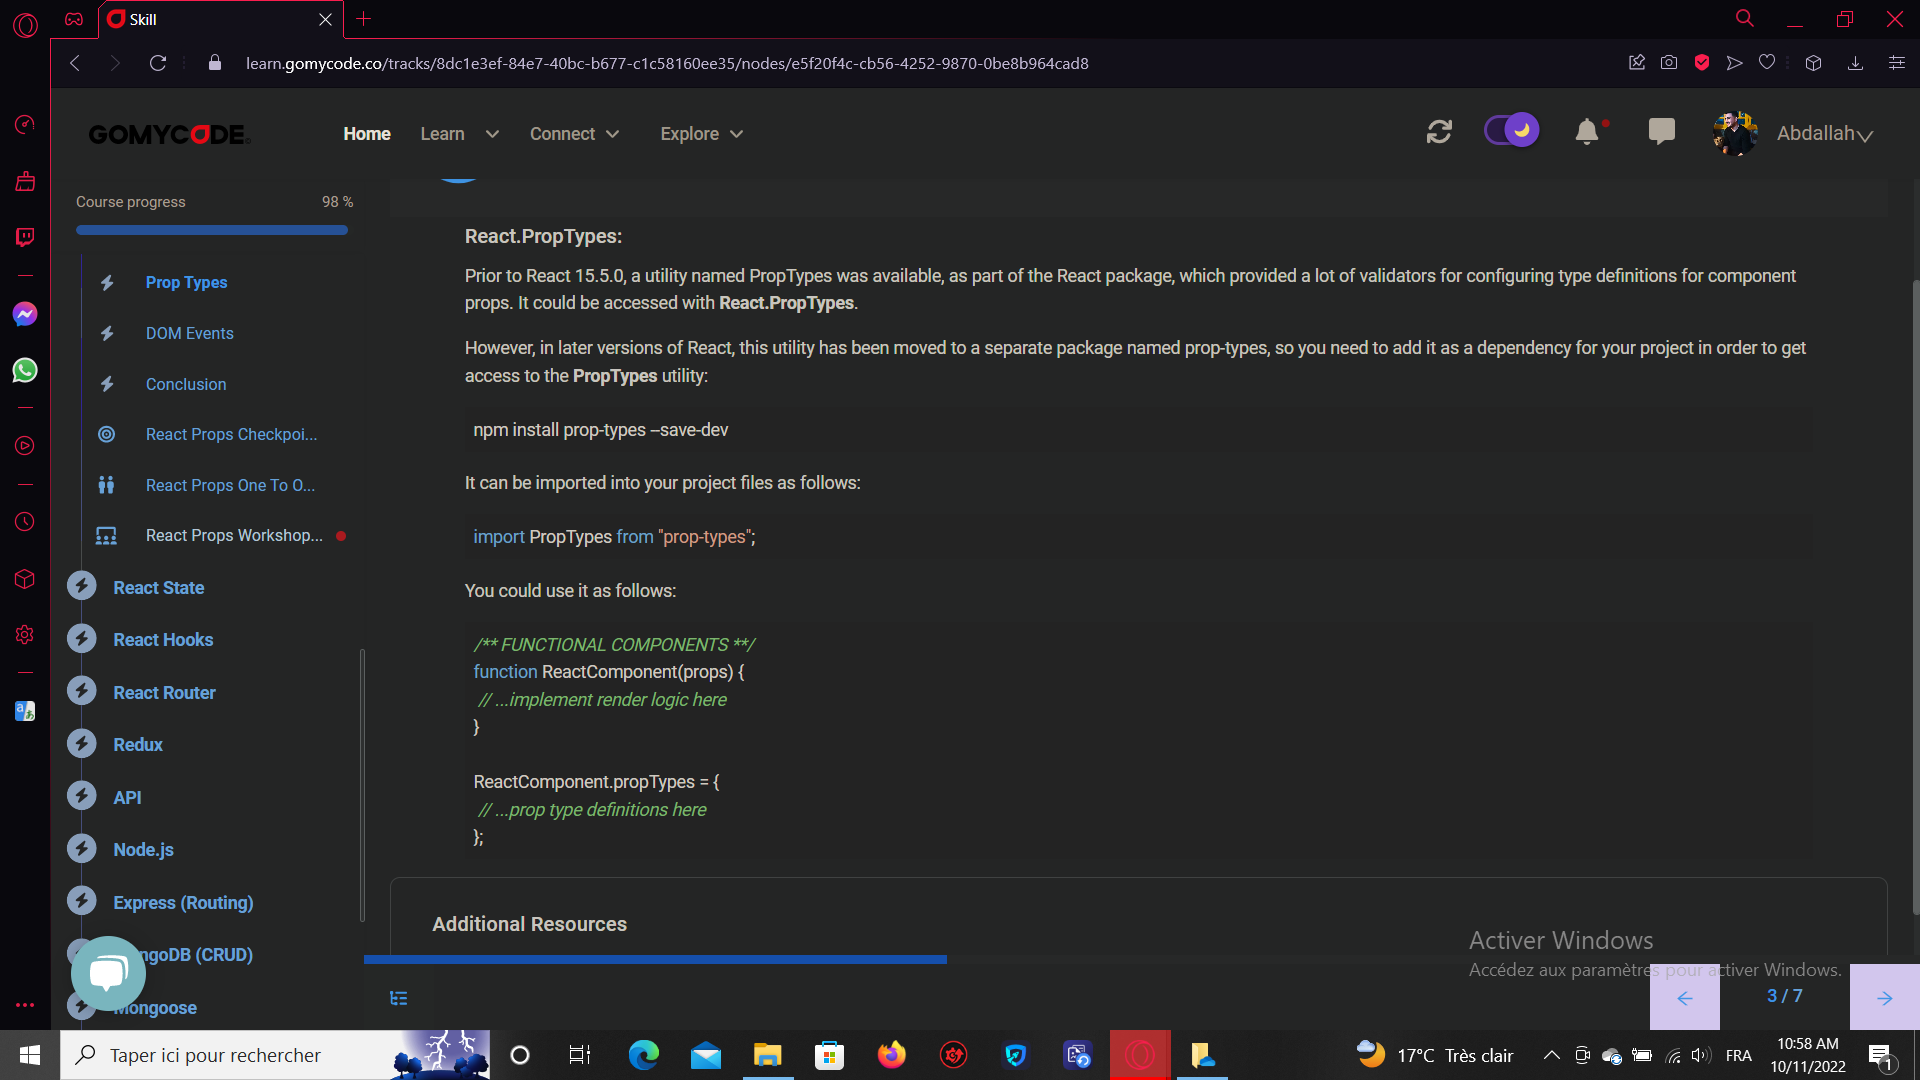 Skill
learn.gomycode.co/tracks/8dc1e3ef-84e7-40bc-b677-c1c58160ee35/nodes/e5f20f4c-cb56-4252-9870-0be8b964cad8
GOMYCODE
Home
Learn
Connect
Explore
Abdallah
Course progress
98 %
Prop Types
DOM Events
Conclusion
React Props Checkpoi...
React Props One To O...
React Props Workshop...
React State
React Hooks
React Router
Redux
API
Node.js
Express (Routing)
ngoDB (CRUD)
Mongoose
React.PropTypes:
Prior to React 15.5.0, a utility named PropTypes was available, as part of the React package, which provided a lot of validators for configuring type definitions for component
props. It could be accessed with React.PropTypes.
However, in later versions of React, this utility has been moved to a separate package named prop-types, so you need to add it as a dependency for your project in order to get
access to the PropTypes utility:
npm install prop-types --save-dev
It can be imported into your project files as follows:
import PropTypes from "prop-types";
You could use it as follows:
/** FUNCTIONAL COMPONENTS **/
function ReactComponent(props) {
// ...implement render logic here
}
ReactComponent.propTypes = {
// ...prop type definitions here
};
Additional Resources
Activer Windows
Accédez aux paramètres pour activer Windows.
3 / 7
Taper ici pour rechercher
17°C Très clair
FRA
10:58 AM
10/11/2022
1